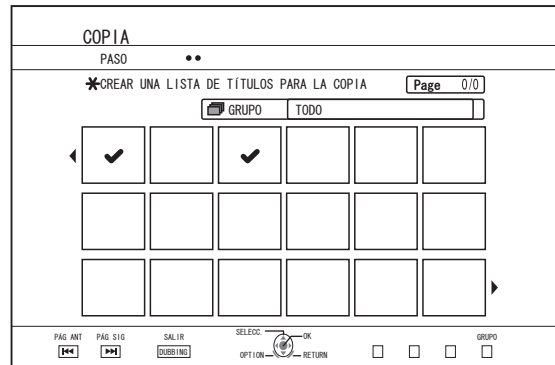 COPIA
PASO
*CREAR UNA LISTA DE TÍTULOS PARA LA COPIA
Page 0/0
GRUPO TODO
PÁG ANT PÁG SIG SALIR SELECC. OK GRUPO
DUBBING OPTION RETURN